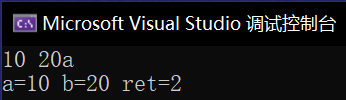 C:\ Microsoft Visual Studio 调试控制台
10 20a
a=10 b=20 ret=2